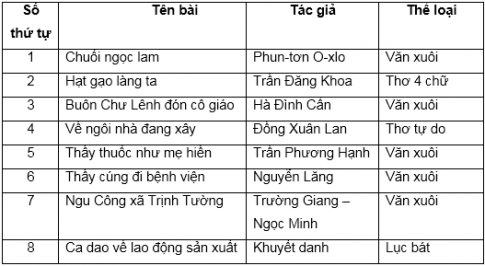 Số thứ tự | Tên bài | Tác giả | Thể loại
1 | Chuỗi ngọc lam | Phun-tơn O-xlo | Văn xuôi
2 | Hạt gạo làng ta | Trần Đăng Khoa | Thơ 4 chữ
3 | Buôn Chư Lênh đón cô giáo | Hà Đình Cẩn | Văn xuôi
4 | Về ngôi nhà đang xây | Đồng Xuân Lan | Thơ tự do
5 | Thầy thuốc như mẹ hiền | Trần Phương Hạnh | Văn xuôi
6 | Thầy cúng đi bệnh viện | Nguyễn Lăng | Văn xuôi
7 | Ngu Công xã Trịnh Tường | Trường Giang – Ngọc Minh | Văn xuôi
8 | Ca dao về lao động sản xuất | Khuyết danh | Lục bát